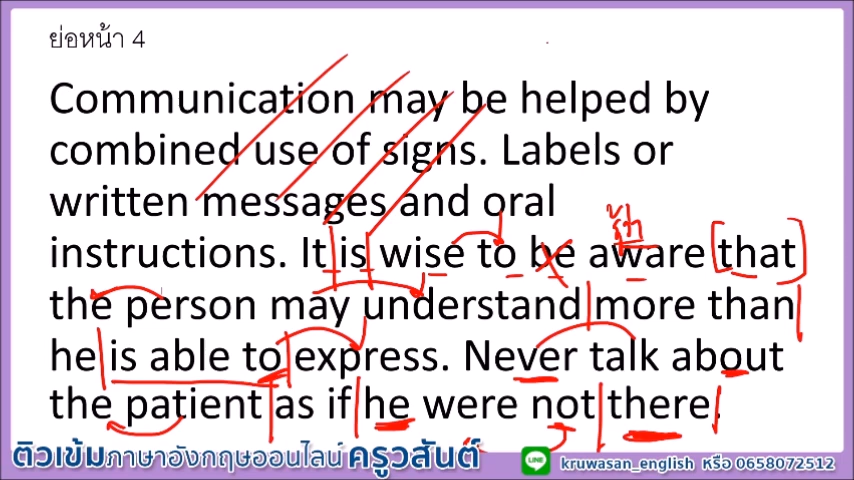 ย่อหน้า 4
Communication may be helped by
combined use of signs. Labels or
written messages and oral
instructions. It is wise to be aware that
the person may understand more than
he is able to express. Never talk about
the patient as if he were not there.
ติวเข้มภาษาอังกฤษออนไลน์ ครูวสันต์
LINE kruwasan_english หรือ 0658072512